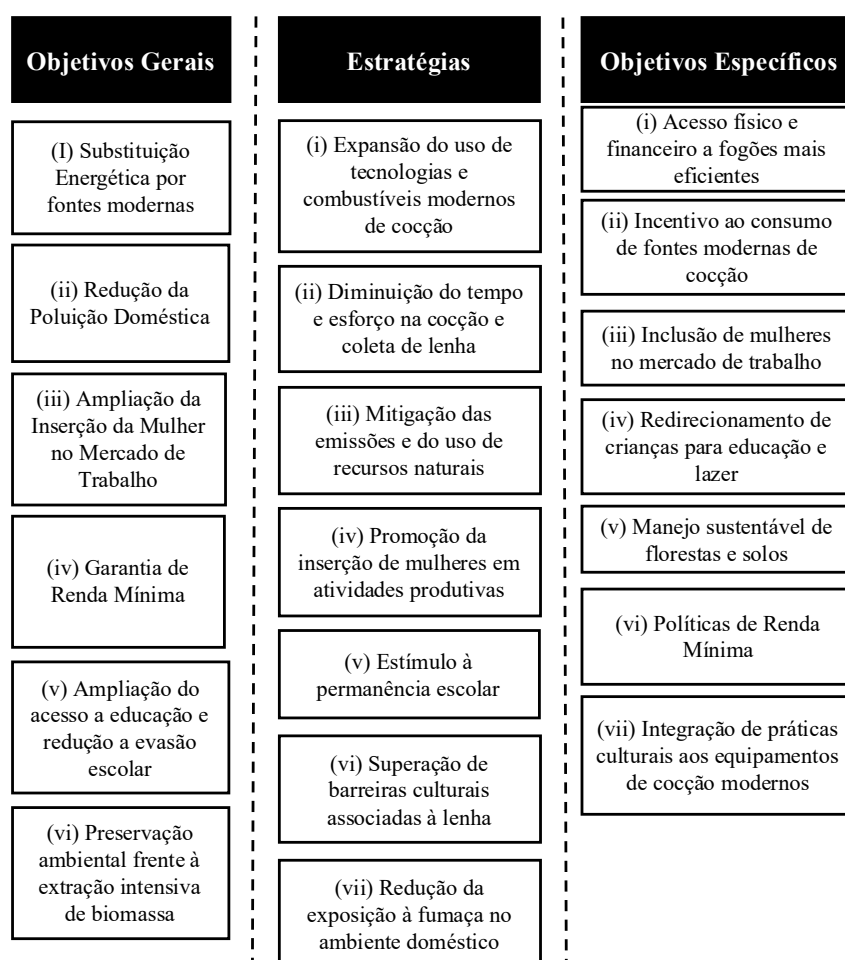 Objetivos Gerais
(I) Substituição
Energética por
fontes modernas
(ii) Redução da
Poluição Doméstica
(iii) Ampliação da
Inserção da Mulher
no Mercado de
Trabalho
(iv) Garantia de
Renda Mínima
(v) Ampliação do
acesso a educação e
redução a evasão
escolar
(vi) Preservação
ambiental frente à
extração intensiva
de biomassa
Estratégias
(i) Expansão do uso de
tecnologias e
combustíveis modernos
de cocção
(ii) Diminuição do tempo
e esforço na cocção e
coleta de lenha
(iii) Mitigação das
emissões e do uso de
recursos naturais
(iv) Promoção da
inserção de mulheres em
atividades produtivas
(v) Estímulo à
permanência escolar
(vi) Superação de
barreiras culturais
associadas à lenha
(vii) Redução da
exposição à fumaça no
ambiente doméstico
Objetivos Específicos
(i) Acesso físico e
financeiro a fogões mais
eficientes
(ii) Incentivo ao consumo
de fontes modernas de
cocção
(iii) Inclusão de mulheres
no mercado de trabalho
(iv) Redirecionamento de
crianças para educação e
lazer
(v) Manejo sustentável de
florestas e solos
(vi) Políticas de Renda
Mínima
(vii) Integração de práticas
culturais aos equipamentos
de cocção modernos